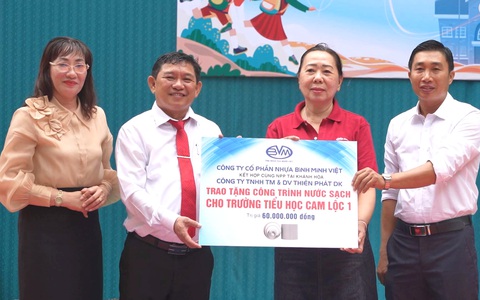 BVM
CÔNG TY CỔ PHẦN NHỰA BÌNH MINH VIỆT
KẾT HỢP CÙNG NPP TẠI KHÁNH HÒA
CÔNG TY TNHH TM & DV THIÊN PHÁT DK
TRAO TẶNG CÔNG TRÌNH NƯỚC SẠCH
CHO TRƯỜNG TIỂU HỌC CAM LỘC 1
Trị giá 60.000.000 đồng